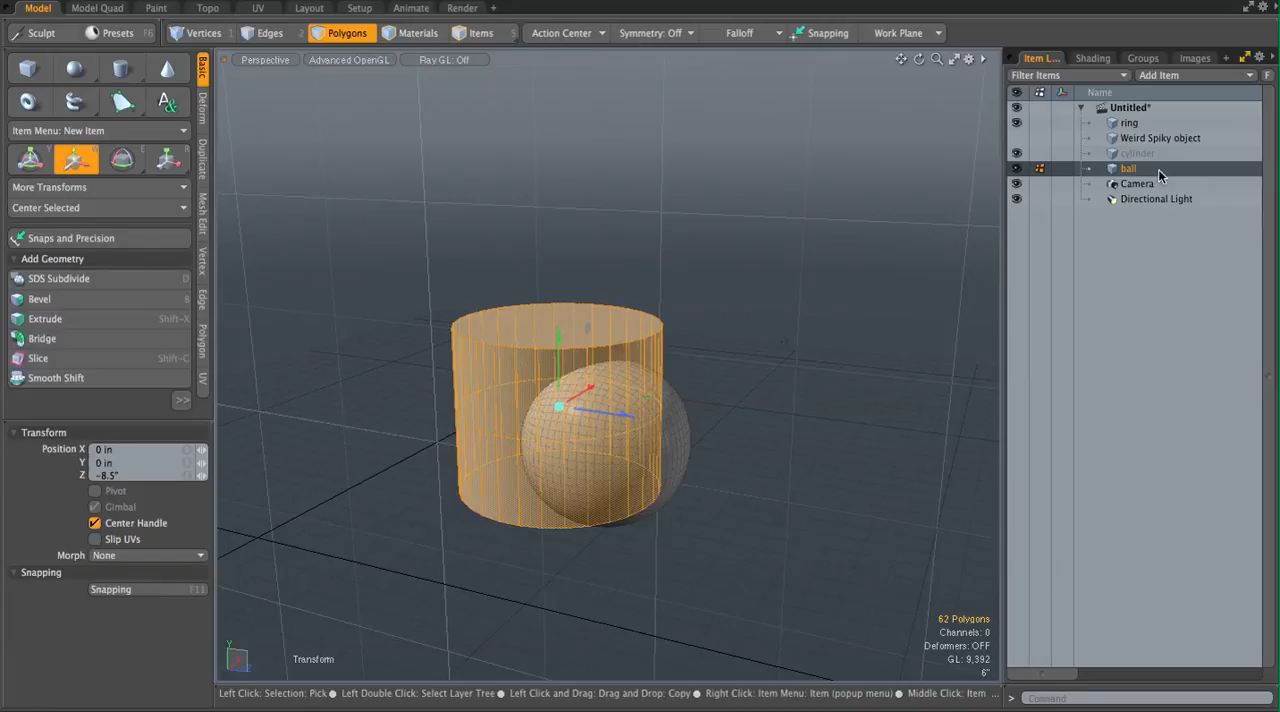 Model Model Quad Paint Topo UV Layout Setup Animate Render +
Sculpt Presets F6 Vertices Edges 2 Polygons Materials Items 5 Action Center Symmetry: Off Falloff Snapping Work Plane
Perspective Advanced OpenGL Ray GL: Off
Item L... Shading Groups Images +
Filter Items Add Item F
Name
Untitled*
ring
Weird Spiky object
cylinder
ball
Camera
Directional Light
Basic
Deform
Duplicate
Mesh Edit
Vertex
Edge
Polygon
UV
Item Menu: New Item
Y W E R
More Transforms
Center Selected
Snaps and Precision
Add Geometry
SDS Subdivide D
Bevel B
Extrude Shift-X
Bridge
Slice Shift-C
Smooth Shift
>>
Transform
Position X 0 in
Y 0 in
Z -8.5"
Pivot
Gimbal
Center Handle
Slip UVs
Morph None
Snapping
Snapping F11
62 Polygons
Channels: 0
Deformers: OFF
GL: 9,392
6"
Y
Z
Transform
Left Click: Selection: Pick ● Left Double Click: Select Layer Tree ● Left Click and Drag: Drag and Drop: Copy ● Right Click: Item Menu: Item (popup menu) ● Middle Click: Item ...
> Command